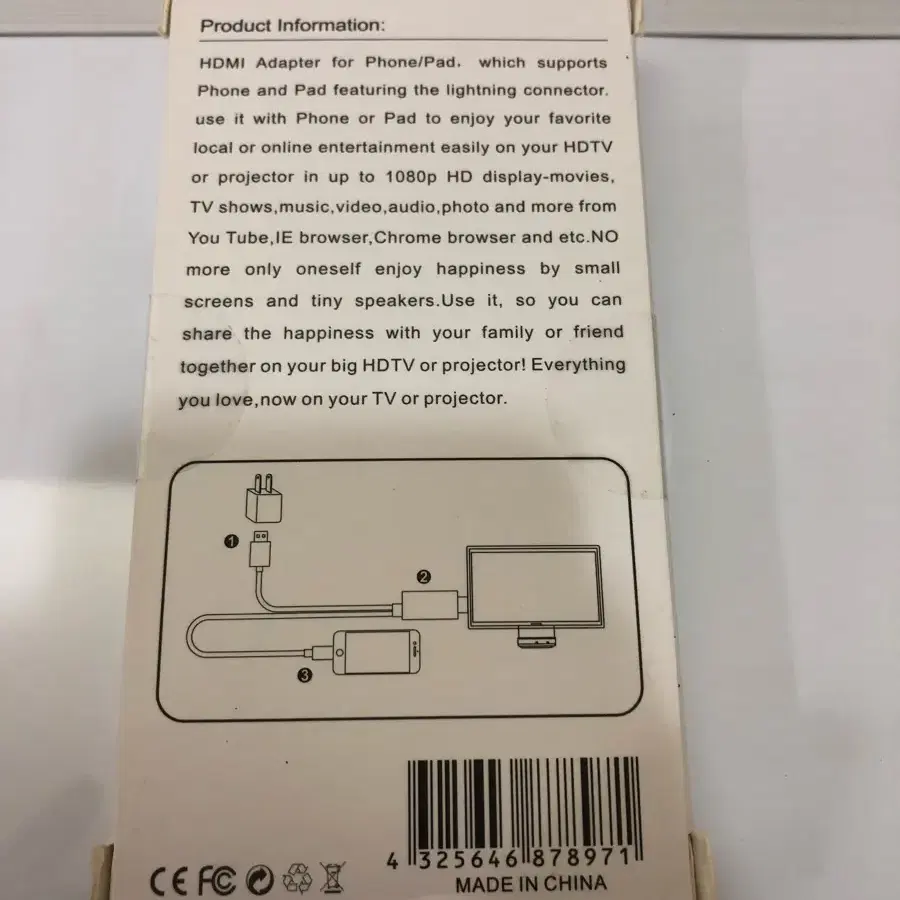 Product Information:
HDMI Adapter for Phone/Pad, which supports
Phone and Pad featuring the lightning connector.
use it with Phone or Pad to enjoy your favorite
local or online entertainment easily on your HDTV
or projector in up to 1080p HD display-movies,
TV shows,music,video,audio,photo and more from
You Tube,IE browser,Chrome browser and etc.NO
more only oneself enjoy happiness by small
screens and tiny speakers.Use it, so you can
share the happiness with your family or friend
together on your big HDTV or projector! Everything
you love,now on your TV or projector.
1
2
3
4 325646 878971
CE FC
MADE IN CHINA